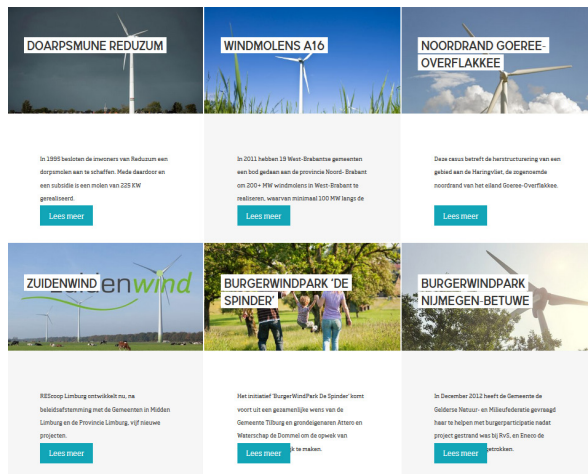 DOARPSMUNE REDUZUM
In 1995 besloten de inwoners van Reduzum een
dorpsmolen aan te schaffen. Mede daardoor en
een subsidie is een molen van 225 KW
gerealiseerd.
Lees meer
WINDMOLENS A16
In 2011 hebben 19 West-Brabantse gemeenten
een bod gedaan aan de provincie Noord- Brabant
om 200+ MW windmolens in West-Brabant te
realiseren, waarvan minimaal 100 MW langs de
Lees meer
NOORDRAND GOEREE-
OVERFLAKKEE
Deze casus betreft de herstructurering van een
gebied aan de Haringvliet, de zogenoemde
noordrand van het eiland Goeree-Overflakkee.
Lees meer
ZUIDENWIND
zuidenwind
REScoop Limburg ontwikkelt nu, na
beleidsafstemming met de Gemeenten in Midden
Limburg en de Provincie Limburg, vijf nieuwe
projecten.
Lees meer
BURGERWINDPARK 'DE
SPINDER'
Het initiatief 'BurgerWindPark De Spinder' komt
voort uit een gezamenlijke wens van de
Gemeente Tilburg en grondeigenaren Attero en
Waterschap de Dommel om de opwek van
te maken.
Lees meer
BURGERWINDPARK
NIJMEGEN-BETUWE
In December 2012 heeft de Gemeente de
Gelderse Natuur- en Milieufederatie gevraagd
haar te helpen met burgerparticipatie nadat
project gestrand was bij RvS, en Eneco de
Lees meer